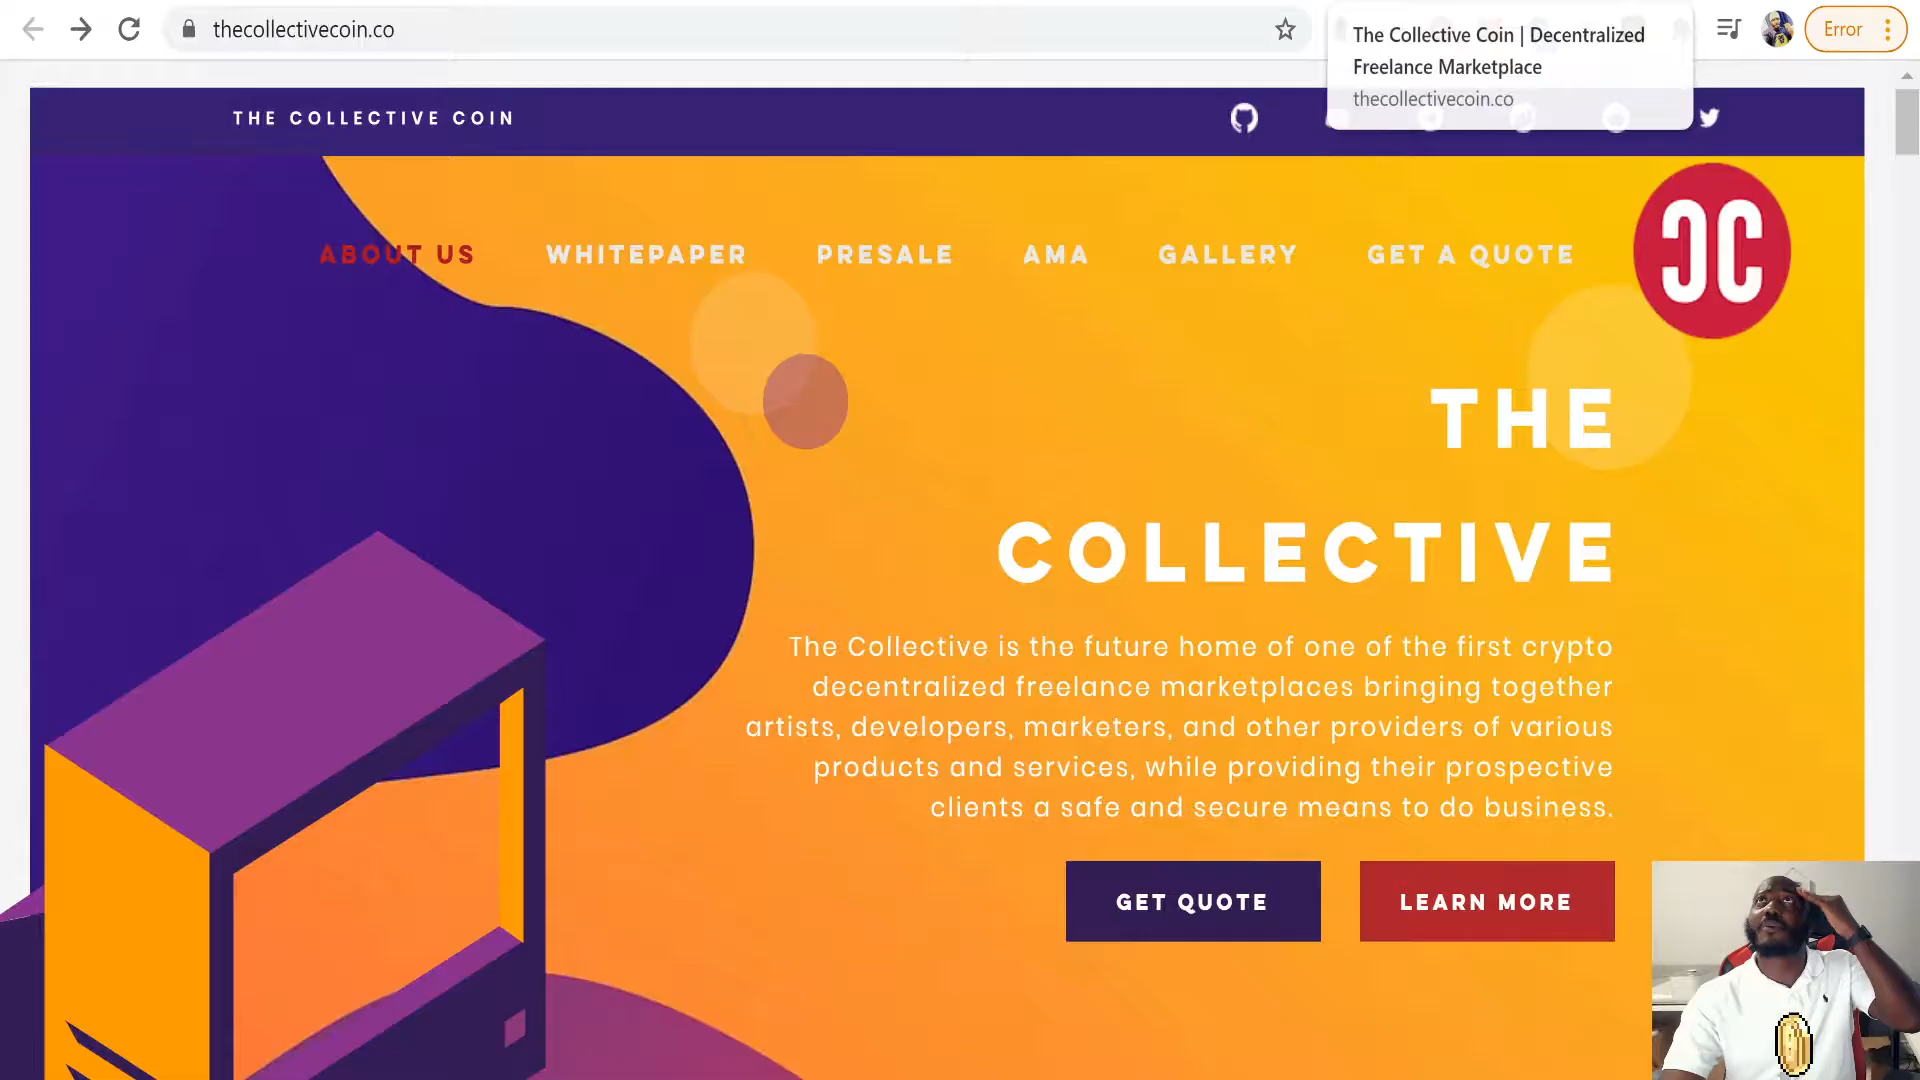 thecollectivecoin.co
The Collective Coin | Decentralized
Freelance Marketplace
thecollectivecoin.co
Error
THE COLLECTIVE COIN
ABOUT US
WHITEPAPER
PRESALE
AMA
GALLERY
GET A QUOTE
THE
COLLECTIVE
The Collective is the future home of one of the first crypto
decentralized freelance marketplaces bringing together
artists, developers, marketers, and other providers of various
products and services, while providing their prospective
clients a safe and secure means to do business.
GET QUOTE
LEARN MORE